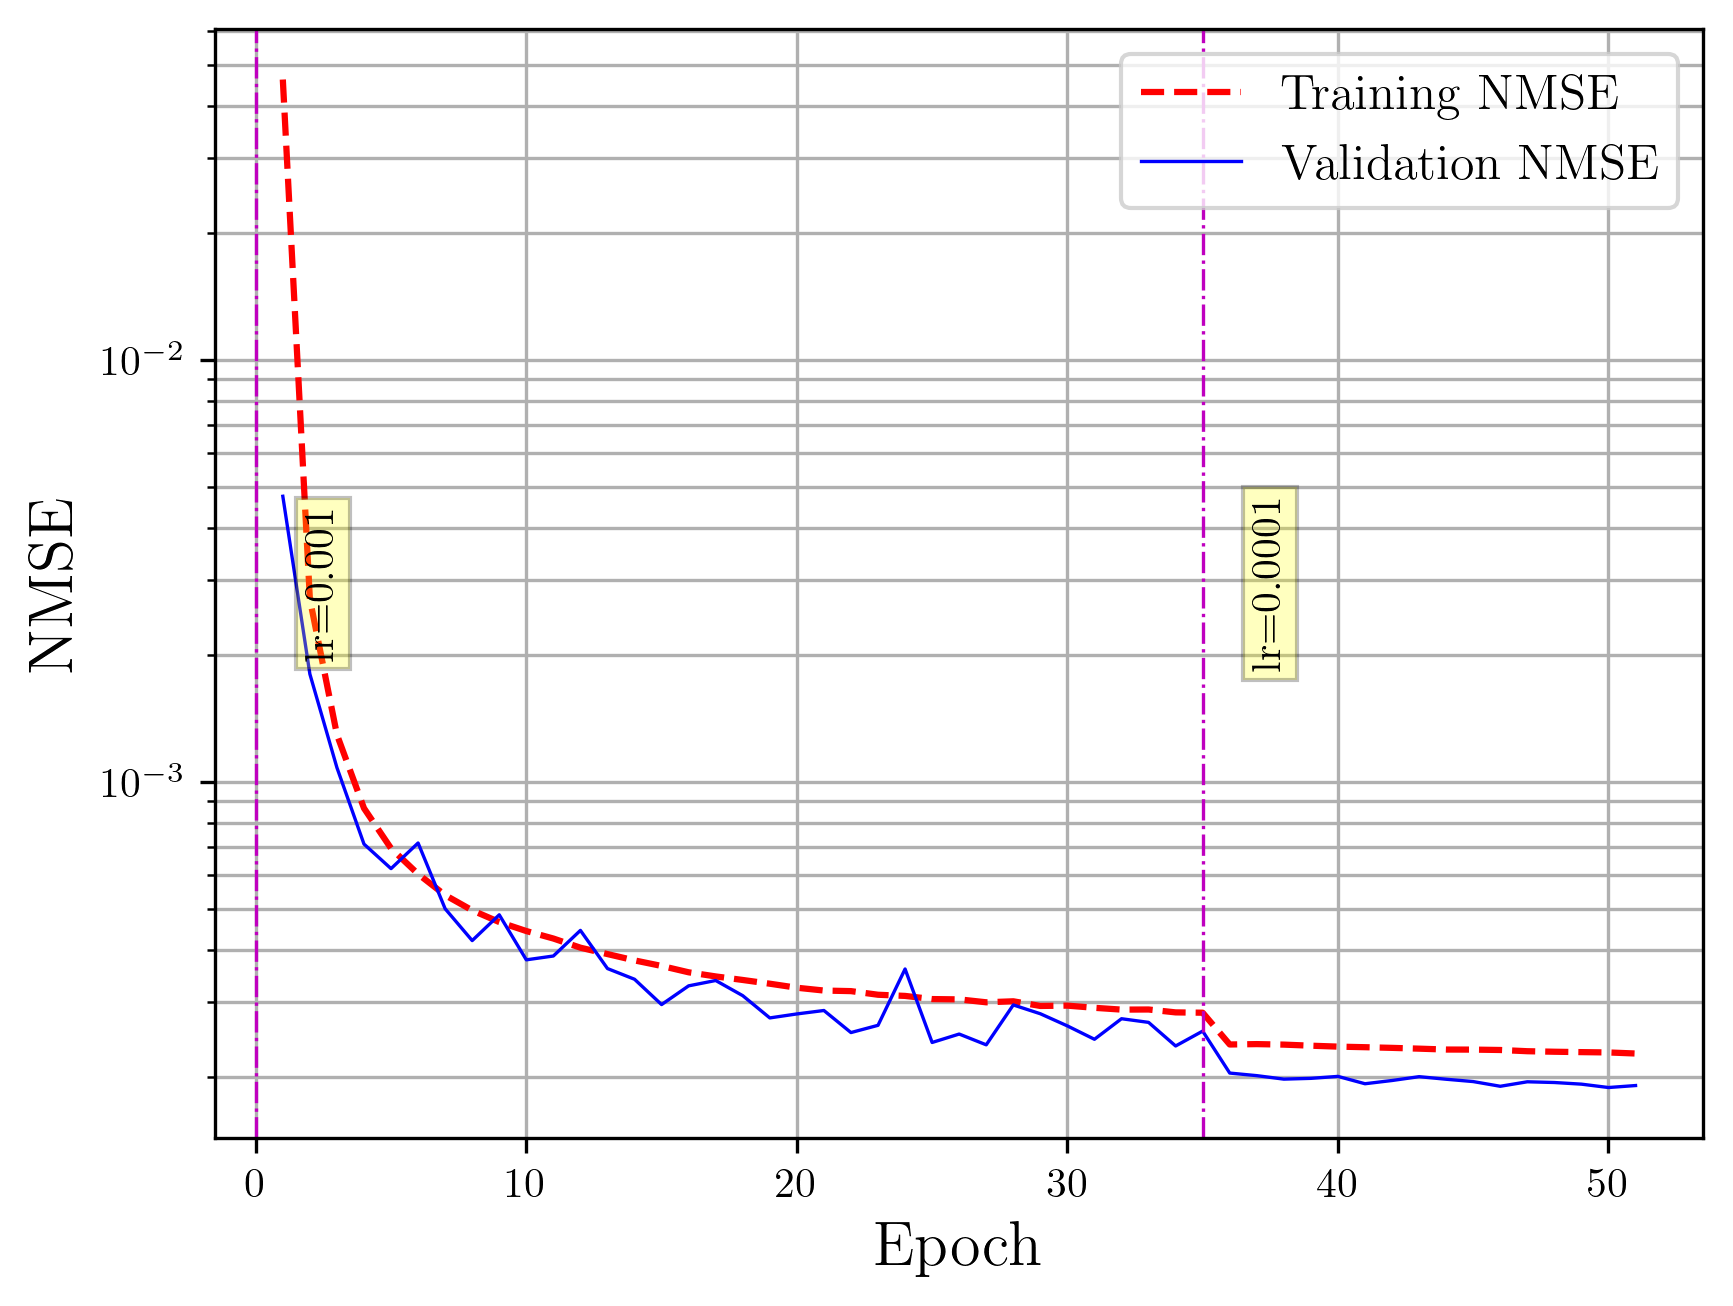 Training NMSE
Validation NMSE
10⁻²
10⁻³
NMSE
lr=0.001
lr=0.0001
0 10 20 30 40 50
Epoch